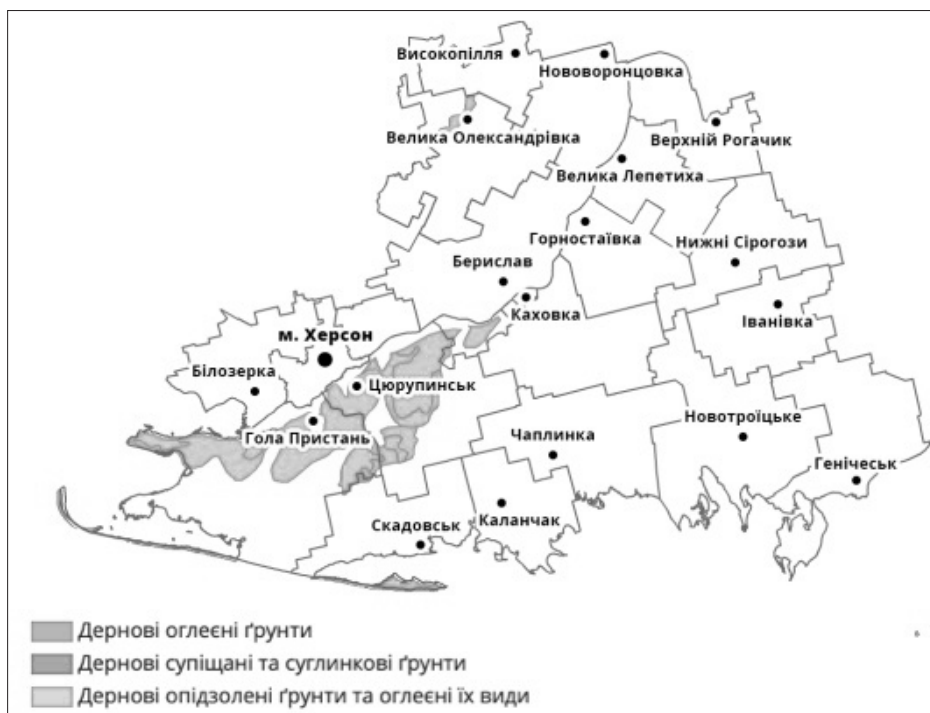 Високопілля
Нововоронцовка
Велика Олександрівка
Верхній Рогачик
Велика Лепетиха
Горностаївка
Нижні Сірогози
Берислав
Каховка
Іванівка
м. Херсон
Білозерка
Цюрупинськ
Гола Пристань
Чаплинка
Новотроїцьке
Генічеськ
Скадовськ
Каланчак
Дернові оглеєні ґрунти
Дернові супіщані та суглинкові ґрунти
Дернові опідзолені ґрунти та оглеєні їх види